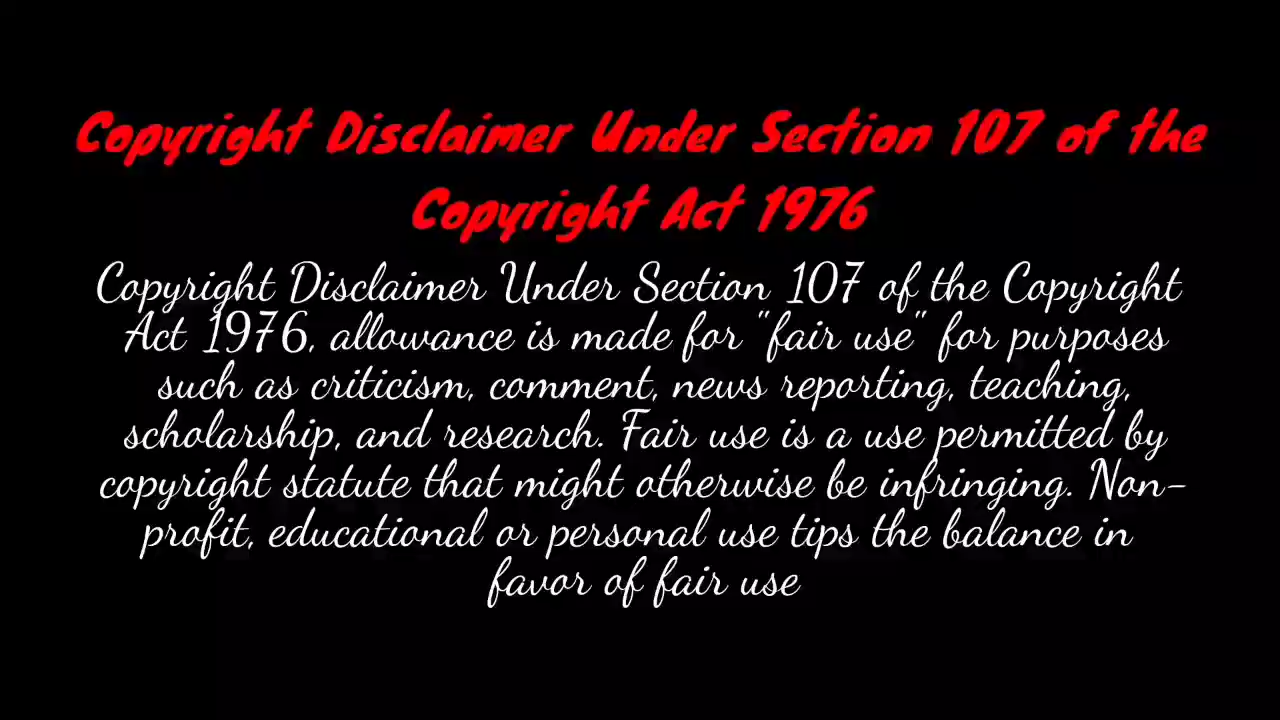 Copyright Disclaimer Under Section 107 of the
Copyright Act 1976
Copyright Disclaimer Under Section 107 of the Copyright
Act 1976, allowance is made for "fair use" for purposes
such as criticism, comment, news reporting, teaching,
scholarship, and research. Fair use is a use permitted by
copyright statute that might otherwise be infringing. Non-
profit, educational or personal use tips the balance in
favor of fair use